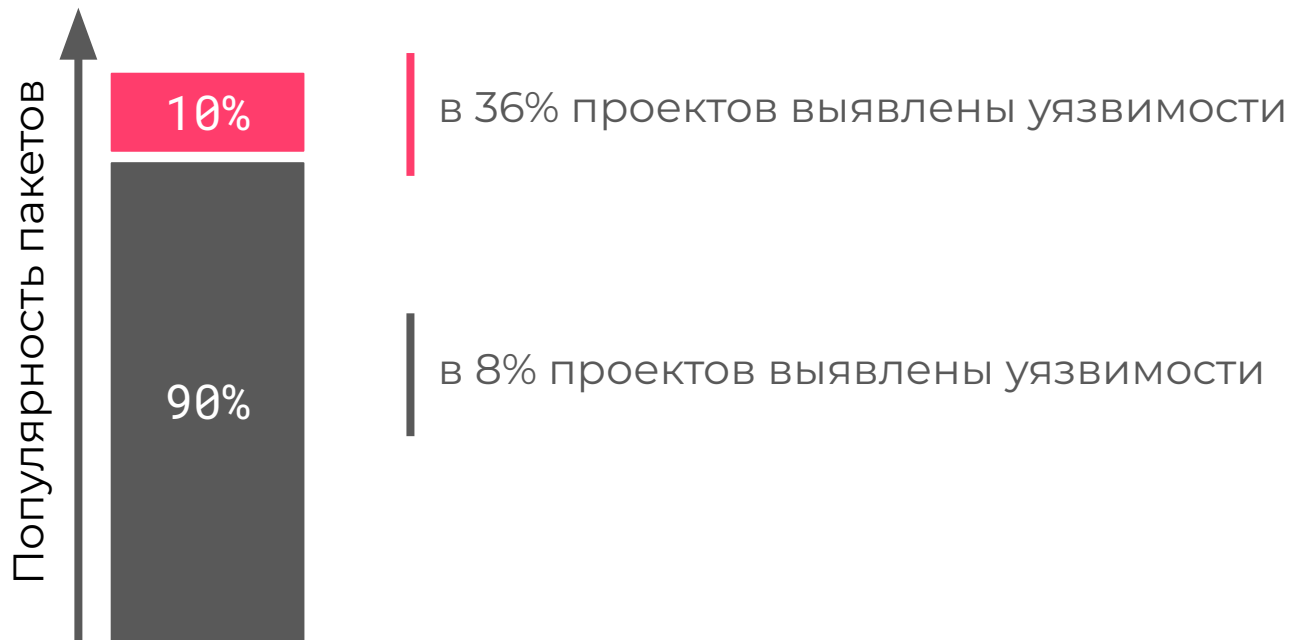 Популярность пакетов
10%
в 36% проектов выявлены уязвимости
90%
в 8% проектов выявлены уязвимости